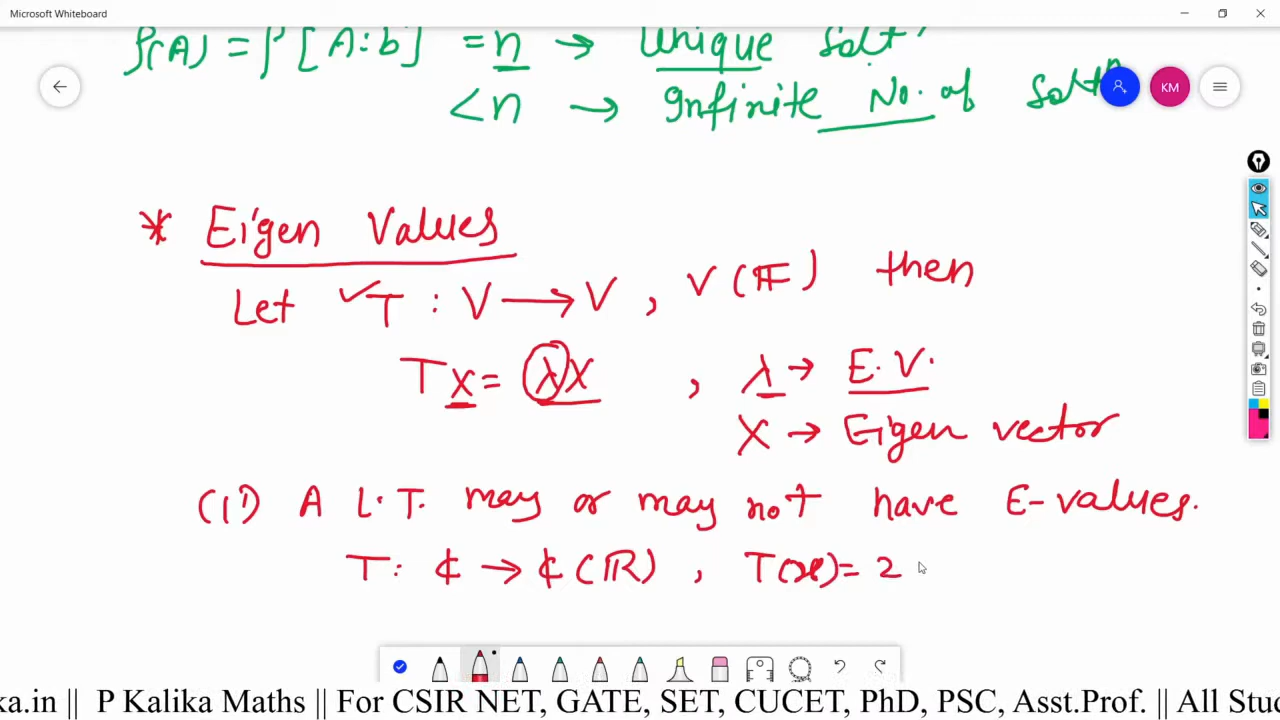 Microsoft Whiteboard
ρ(A) = ρ [A:b] = n → Unique Solt^n
< n → Infinite No. of Solt^n
KM
* Eigen Values
Let ✓T : V → V , V(𝔽) then
Tx = λx , λ → E.V.
X → Eigen vector
(1) A L.T. may or may not have E-values.
T: ℂ → ℂ(ℝ) , T(x) = 2
ka.in || P Kalika Maths || For CSIR NET, GATE, SET, CUCET, PhD, PSC, Asst.Prof. || All Stu